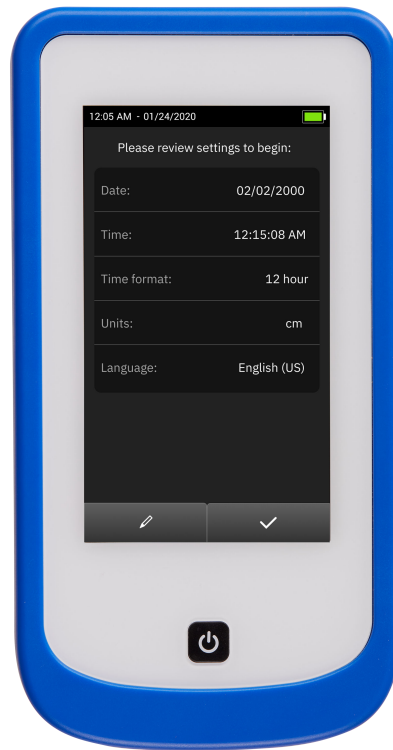 12:05 AM - 01/24/2020
Please review settings to begin:
Date: 02/02/2000
Time: 12:15:08 AM
Time format: 12 hour
Units: cm
Language: English (US)